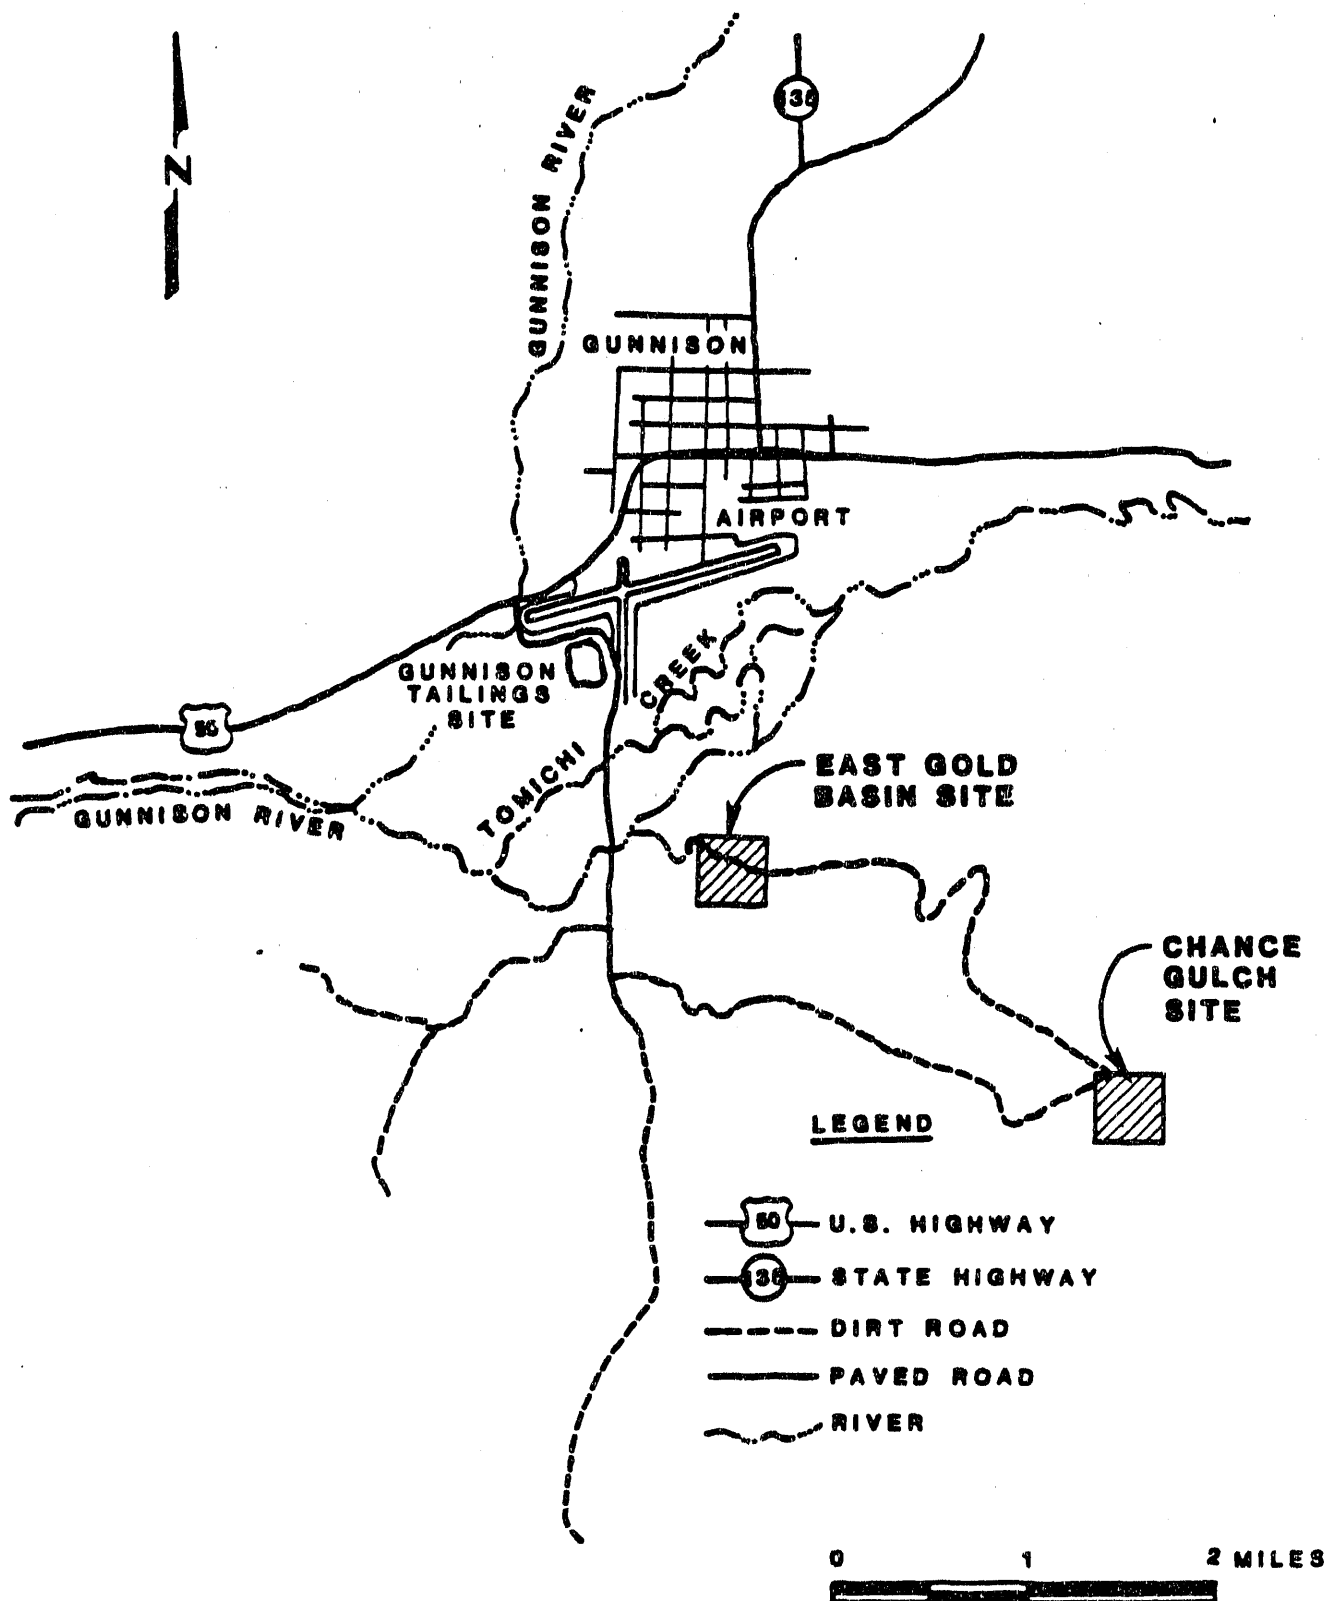 N
GUNNISON RIVER
135
GUNNISON
AIRPORT
GUNNISON
TAILINGS
SITE
TOMICHI CREEK
50
GUNNISON RIVER
EAST GOLD
BASIN SITE
CHANCE
GULCH
SITE
LEGEND
50 U.S. HIGHWAY
135 STATE HIGHWAY
DIRT ROAD
PAVED ROAD
RIVER
0 1 2 MILES